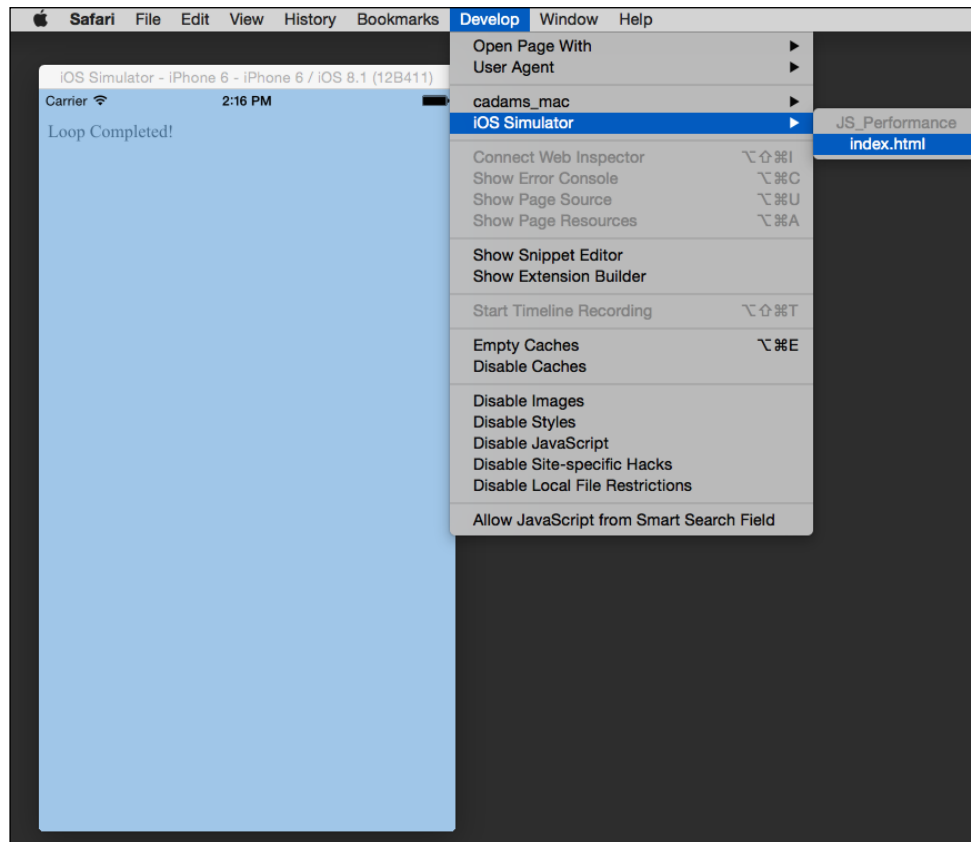 Safari File Edit View History Bookmarks Develop Window Help
iOS Simulator - iPhone 6 - iPhone 6 / iOS 8.1 (12B411)
Carrier 2:16 PM
Loop Completed!
Open Page With ▶
User Agent ▶
cadams_mac ▶
iOS Simulator ▶
JS_Performance
index.html
Connect Web Inspector ⌥⇧⌘I
Show Error Console ⌥⌘C
Show Page Source ⌥⌘U
Show Page Resources ⌥⌘A
Show Snippet Editor
Show Extension Builder
Start Timeline Recording ⌥⇧⌘T
Empty Caches ⌥⌘E
Disable Caches
Disable Images
Disable Styles
Disable JavaScript
Disable Site-specific Hacks
Disable Local File Restrictions
Allow JavaScript from Smart Search Field